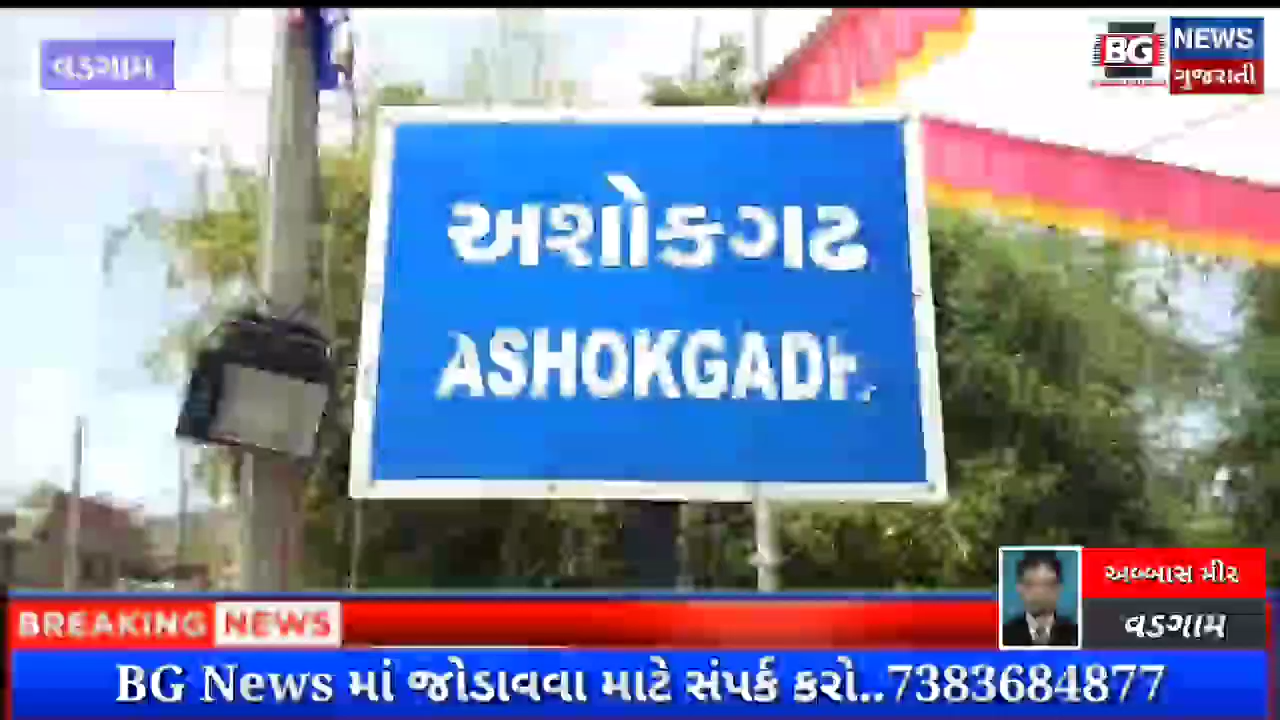 વડગામ
BG NEWS
ગુજરાતી
અશોકગઢ
ASHOKGADH
અબ્બાસ મીર
વડગામ
BREAKING NEWS
BG News માં જોડાવવા માટે સંપર્ક કરો..7383684877